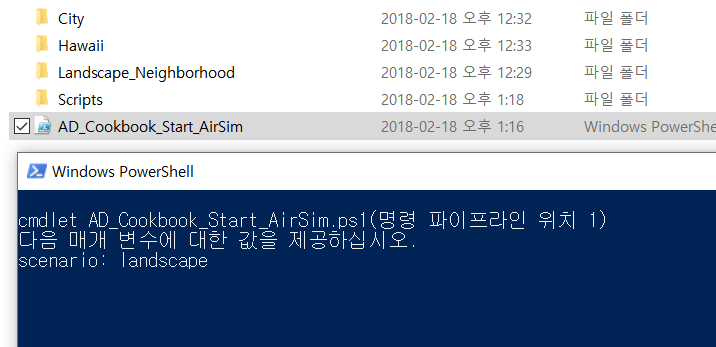 City 2018-02-18 오후 12:32 파일 폴더
Hawaii 2018-02-18 오후 12:33 파일 폴더
Landscape_Neighborhood 2018-02-18 오후 12:29 파일 폴더
Scripts 2018-02-18 오후 1:18 파일 폴더
AD_Cookbook_Start_AirSim 2018-02-18 오후 1:16 Windows PowerShe
Windows PowerShell
cmdlet AD_Cookbook_Start_AirSim.ps1(명령 파이프라인 위치 1)
다음 매개 변수에 대한 값을 제공하십시오.
scenario: landscape